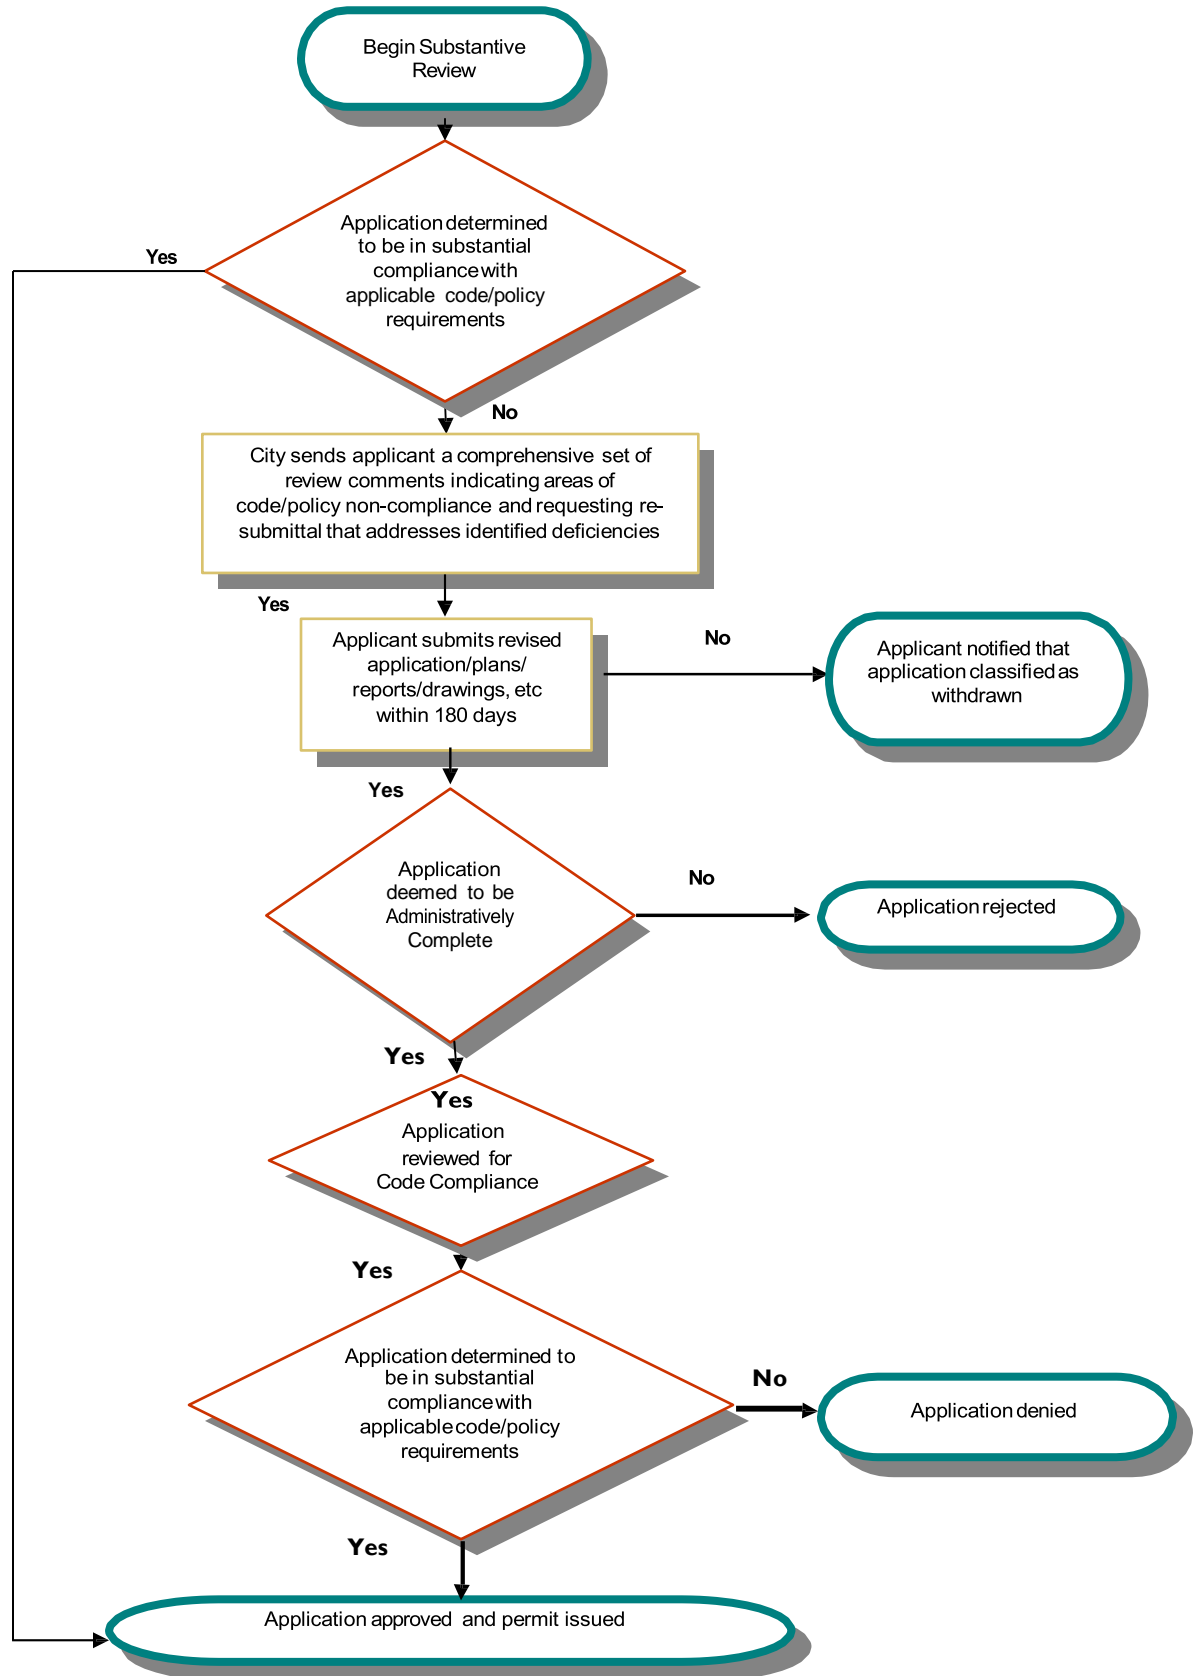 Begin Substantive
Review
Yes
Application determined
to be in substantial
compliance with
applicable code/policy
requirements
No
City sends applicant a comprehensive set of
review comments indicating areas of
code/policy non-compliance and requesting re-
submittal that addresses identified deficiencies
Yes
Applicant submits revised
application/plans/
reports/drawings, etc
within 180 days
No
Applicant notified that
application classified as
withdrawn
Yes
Application
deemed to be
Administratively
Complete
No
Application rejected
Yes
Yes
Application
reviewed for
Code Compliance
Yes
Application determined to
be in substantial
compliance with
applicable code/policy
requirements
No
Application denied
Yes
Application approved and permit issued